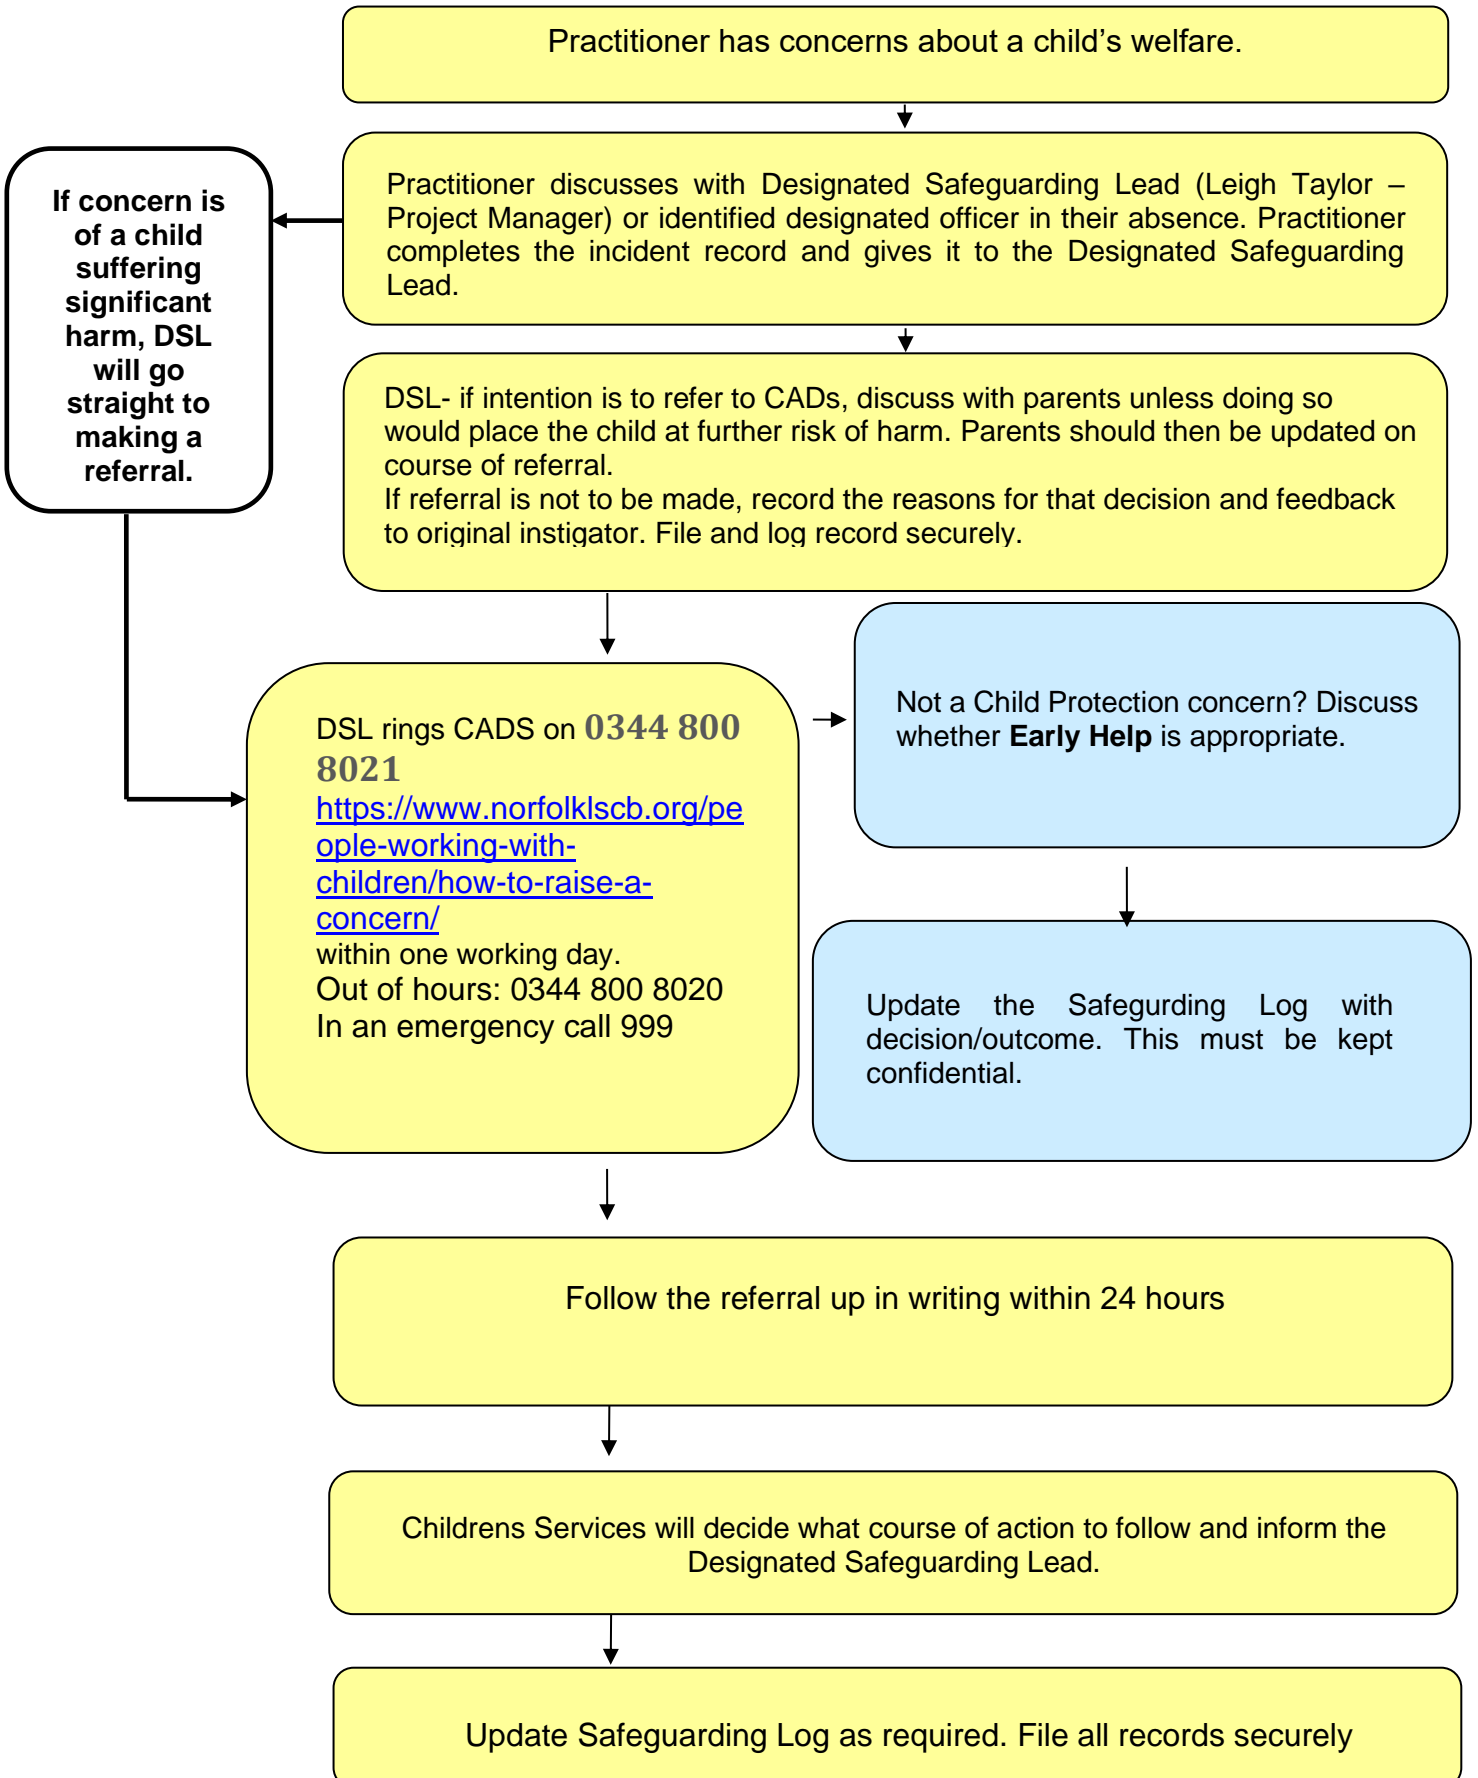 Practitioner has concerns about a child’s welfare.
Practitioner discusses with Designated Safeguarding Lead (Leigh Taylor –
Project Manager) or identified designated officer in their absence. Practitioner
completes the incident record and gives it to the Designated Safeguarding
Lead.
If concern is
of a child
suffering
significant
harm, DSL
will go
straight to
making a
referral.
DSL- if intention is to refer to CADs, discuss with parents unless doing so
would place the child at further risk of harm. Parents should then be updated on
course of referral.
If referral is not to be made, record the reasons for that decision and feedback
to original instigator. File and log record securely.
DSL rings CADS on 0344 800
8021
https://www.norfolklscb.org/pe
ople-working-with-
children/how-to-raise-a-
concern/
within one working day.
Out of hours: 0344 800 8020
In an emergency call 999
Not a Child Protection concern? Discuss
whether Early Help is appropriate.
Update the Safegurding Log with
decision/outcome. This must be kept
confidential.
Follow the referral up in writing within 24 hours
Childrens Services will decide what course of action to follow and inform the
Designated Safeguarding Lead.
Update Safeguarding Log as required. File all records securely